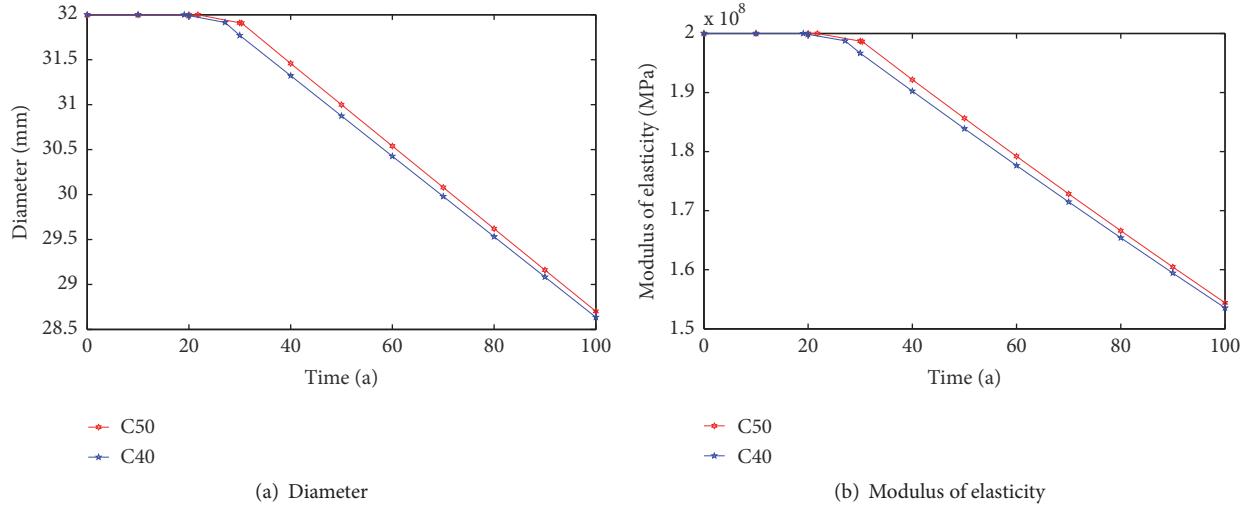 32
31.5
31
30.5
30
29.5
29
28.5
Diameter (mm)
0 20 40 60 80 100
Time (a)
C50
C40
(a) Diameter
x 10^8
2
1.9
1.8
1.7
1.6
1.5
Modulus of elasticity (MPa)
0 20 40 60 80 100
Time (a)
C50
C40
(b) Modulus of elasticity